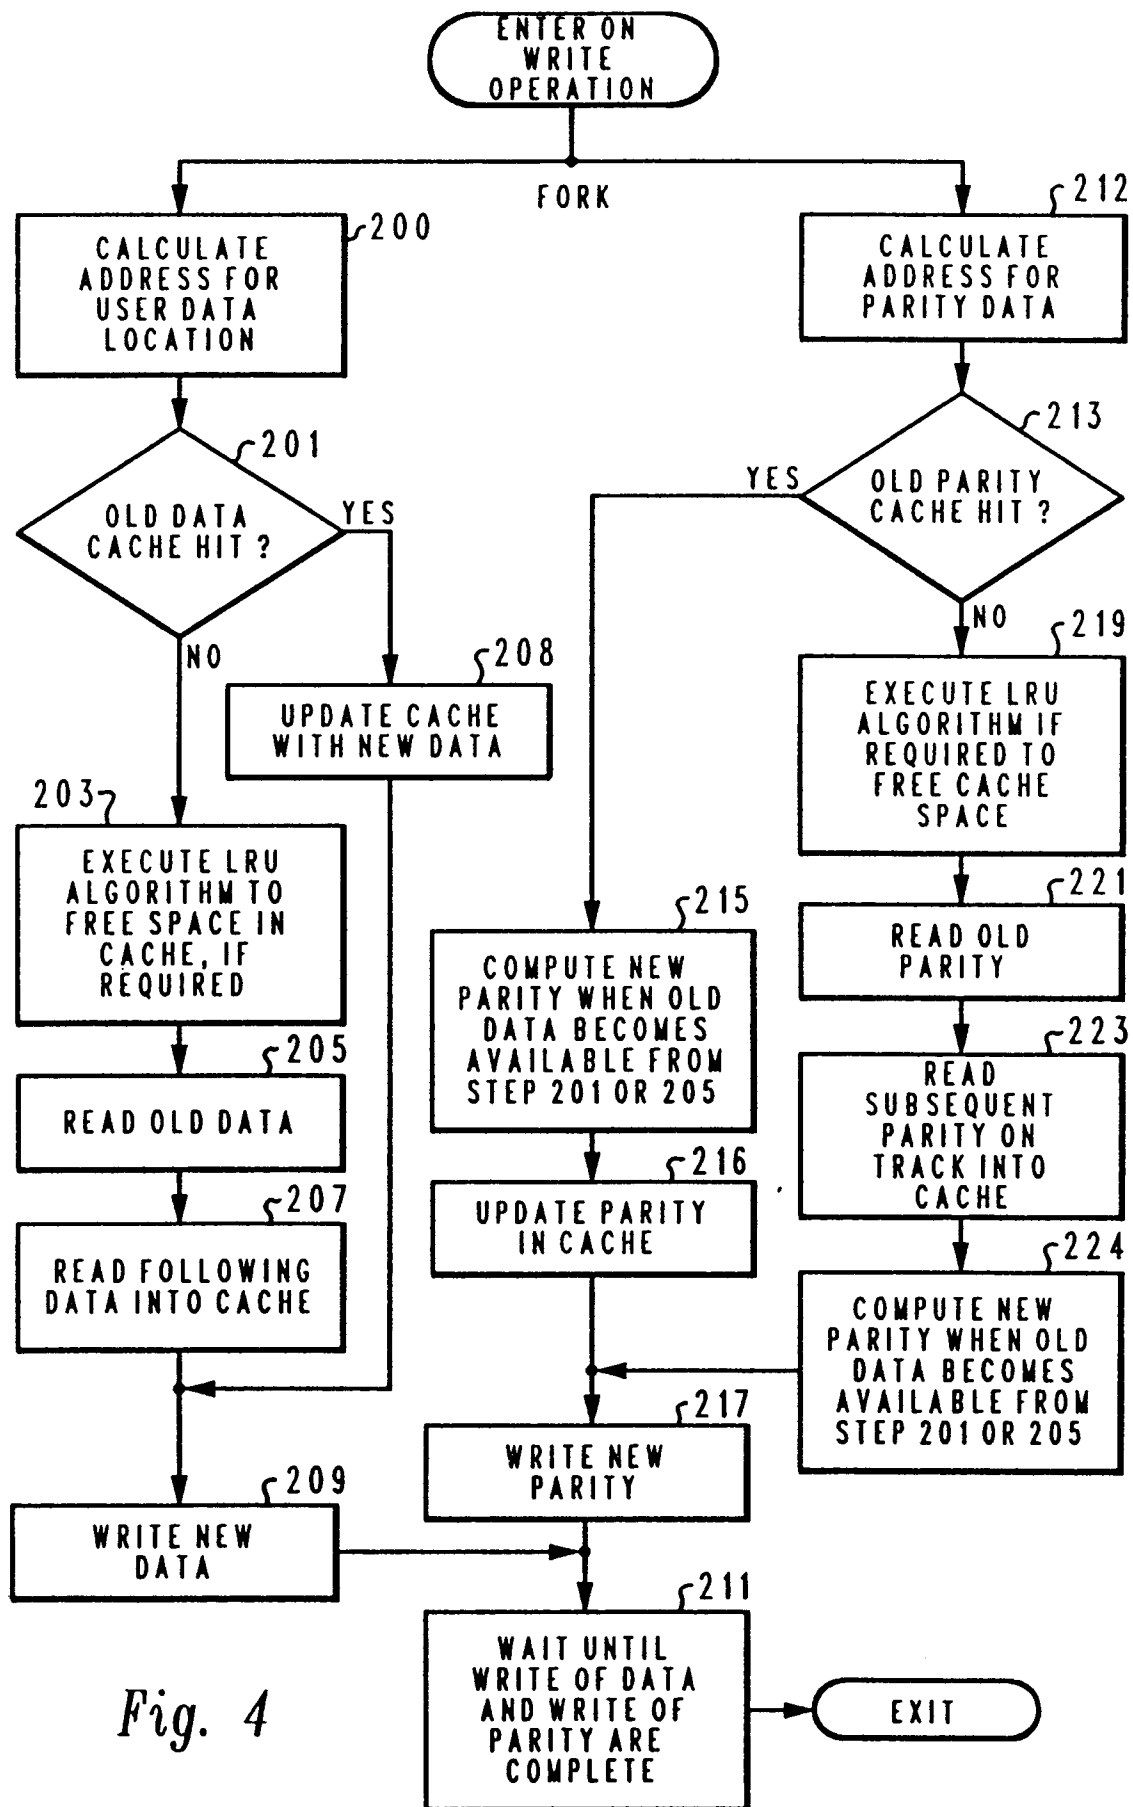 ENTER ON
WRITE
OPERATION
FORK
200
CALCULATE
ADDRESS FOR
USER DATA
LOCATION
212
CALCULATE
ADDRESS FOR
PARITY DATA
201
OLD DATA
CACHE HIT ?
YES
NO
213
OLD PARITY
CACHE HIT ?
YES
NO
208
UPDATE CACHE
WITH NEW DATA
219
EXECUTE LRU
ALGORITHM IF
REQUIRED TO
FREE CACHE
SPACE
203
EXECUTE LRU
ALGORITHM TO
FREE SPACE IN
CACHE, IF
REQUIRED
215
COMPUTE NEW
PARITY WHEN OLD
DATA BECOMES
AVAILABLE FROM
STEP 201 OR 205
221
READ OLD
PARITY
205
READ OLD DATA
223
READ
SUBSEQUENT
PARITY ON
TRACK INTO
CACHE
207
READ FOLLOWING
DATA INTO CACHE
216
UPDATE PARITY
IN CACHE
224
COMPUTE NEW
PARITY WHEN OLD
DATA BECOMES
AVAILABLE FROM
STEP 201 OR 205
217
WRITE NEW
PARITY
209
WRITE NEW
DATA
211
WAIT UNTIL
WRITE OF DATA
AND WRITE OF
PARITY ARE
COMPLETE
EXIT
Fig. 4